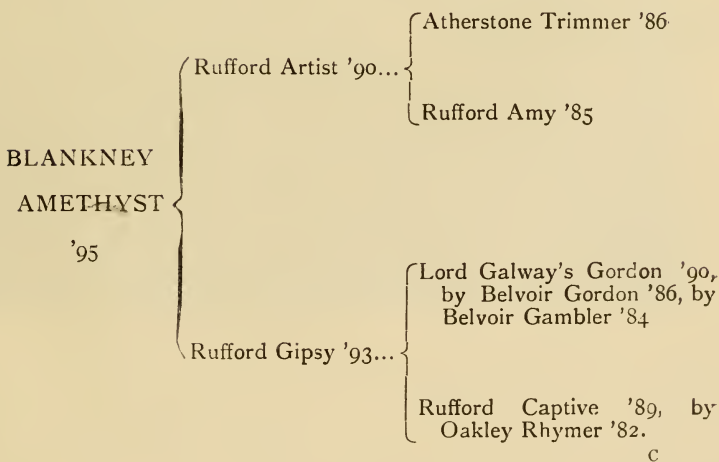 Atherstone Trimmer '86
Rufford Artist '90...
Rufford Amy '85
BLANKNEY
AMETHYST
'95
Lord Galway's Gordon '90,
by Belvoir Gordon '86, by
Belvoir Gambler '84
Rufford Gipsy '93...
Rufford Captive '89, by
Oakley Rhymer '82.
C